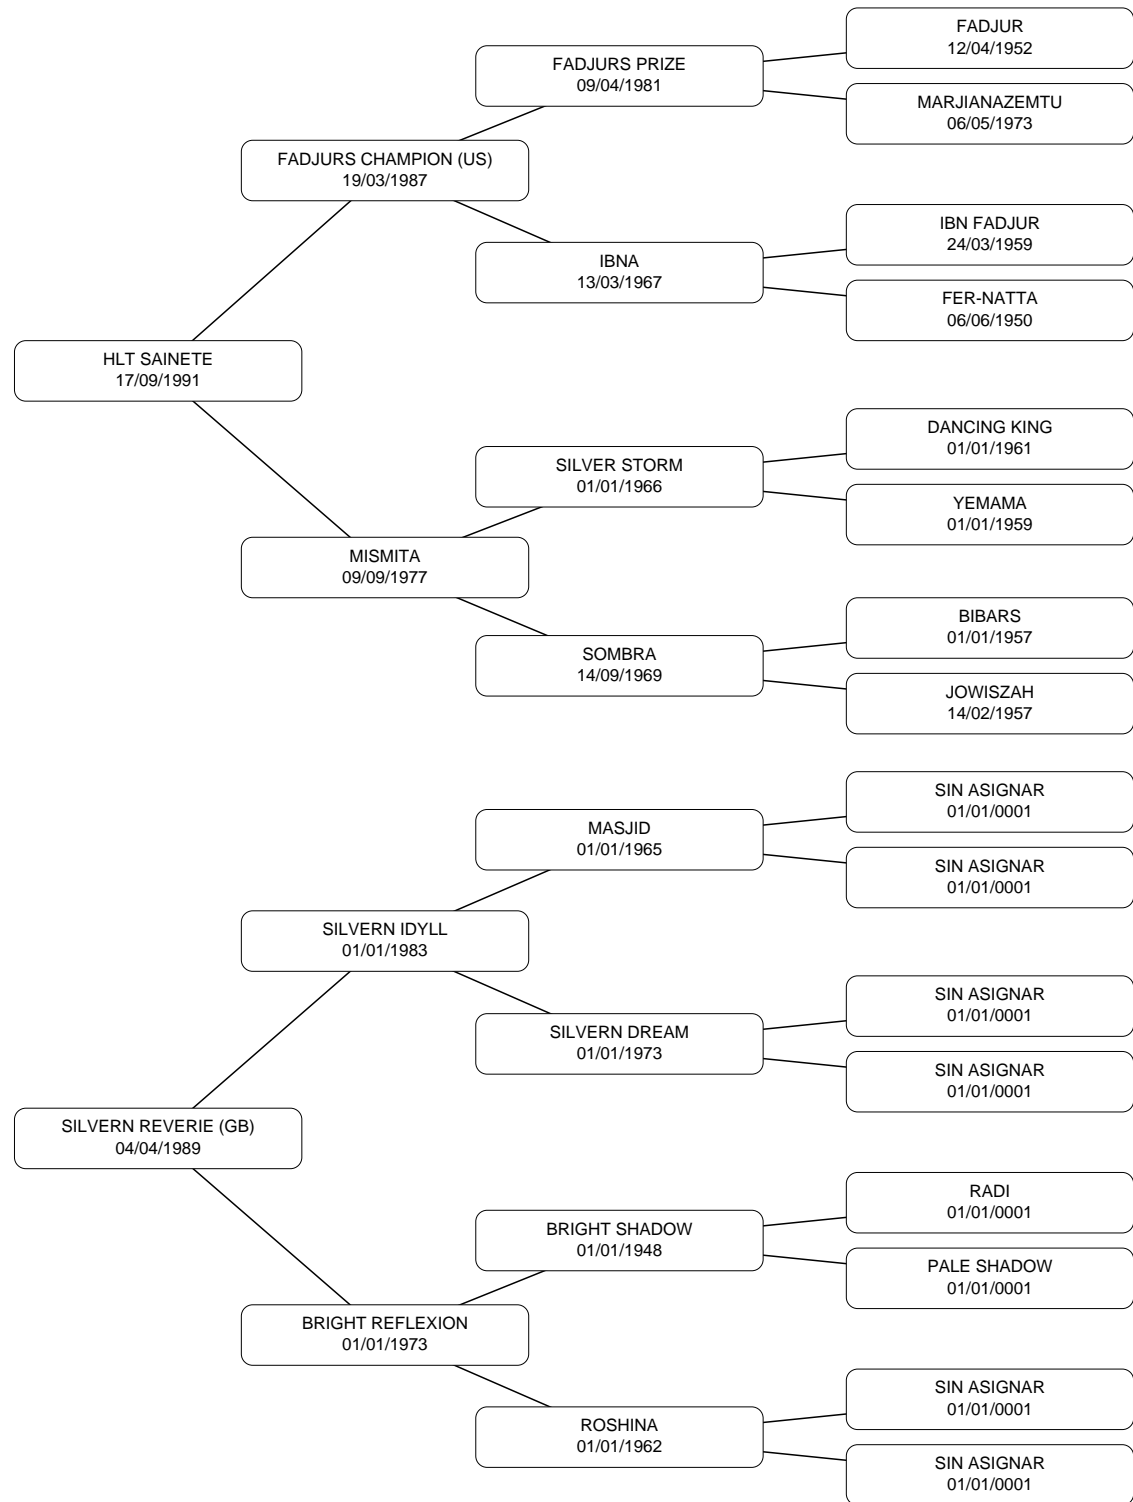 FADJUR
12/04/1952
FADJURS PRIZE
09/04/1981
MARJIANAZEMTU
06/05/1973
FADJURS CHAMPION (US)
19/03/1987
IBN FADJUR
24/03/1959
IBNA
13/03/1967
FER-NATTA
06/06/1950
HLT SAINETE
17/09/1991
DANCING KING
01/01/1961
SILVER STORM
01/01/1966
YEMAMA
01/01/1959
MISMITA
09/09/1977
BIBARS
01/01/1957
SOMBRA
14/09/1969
JOWISZAH
14/02/1957
SIN ASIGNAR
01/01/0001
MASJID
01/01/1965
SIN ASIGNAR
01/01/0001
SILVERN IDYLL
01/01/1983
SIN ASIGNAR
01/01/0001
SILVERN DREAM
01/01/1973
SIN ASIGNAR
01/01/0001
SILVERN REVERIE (GB)
04/04/1989
RADI
01/01/0001
BRIGHT SHADOW
01/01/1948
PALE SHADOW
01/01/0001
BRIGHT REFLEXION
01/01/1973
SIN ASIGNAR
01/01/0001
ROSHINA
01/01/1962
SIN ASIGNAR
01/01/0001